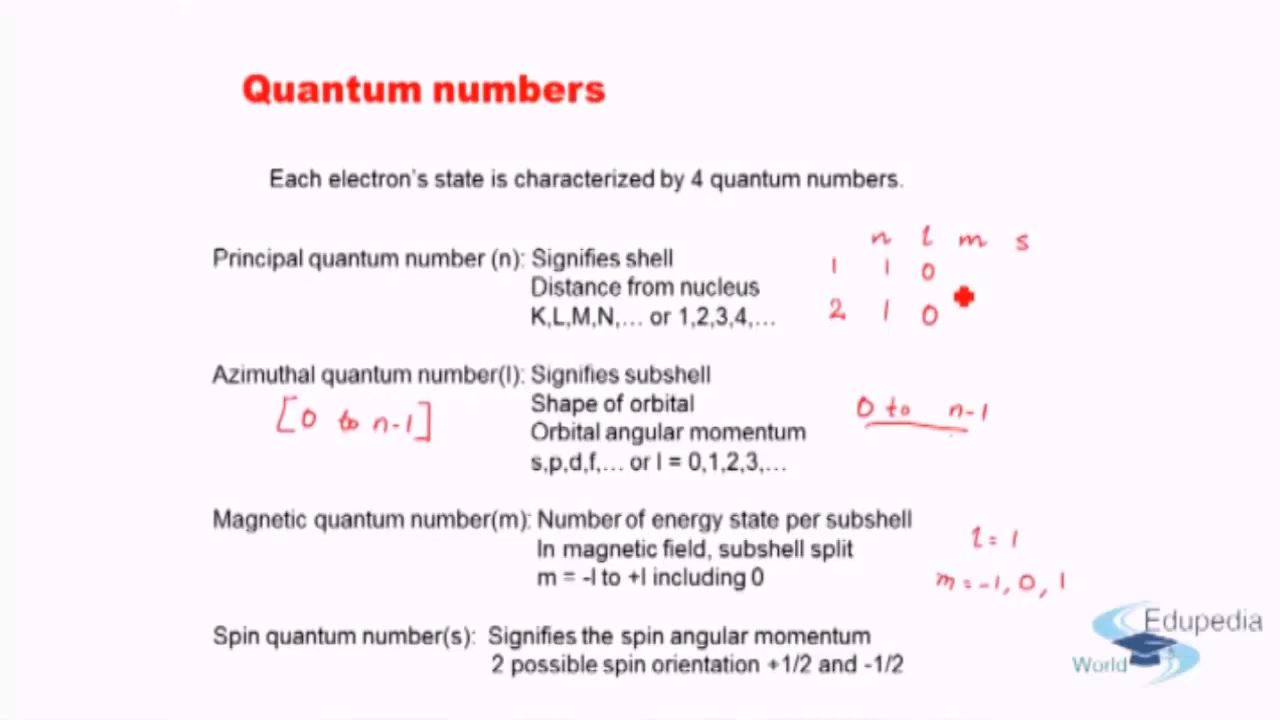 Quantum numbers
Each electron's state is characterized by 4 quantum numbers.
n l m s
Principal quantum number (n): Signifies shell
1 1 0
Distance from nucleus
K,L,M,N,... or 1,2,3,4,...
2 1 0
Azimuthal quantum number(l): Signifies subshell
Shape of orbital
[0 to n-1]
0 to n-1
Orbital angular momentum
s,p,d,f,... or l = 0,1,2,3,...
Magnetic quantum number(m): Number of energy state per subshell
l = 1
In magnetic field, subshell split
m = -l to +l including 0
m = -1, 0, 1
Spin quantum number(s): Signifies the spin angular momentum
2 possible spin orientation +1/2 and -1/2
Edupedia
World